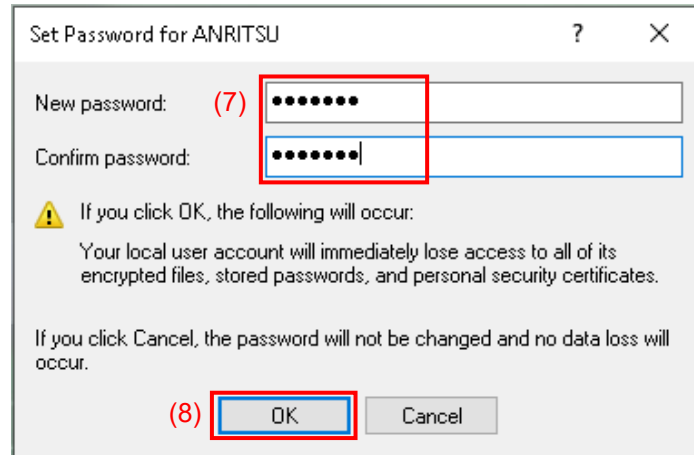 Set Password for ANRITSU ? ×
New password: (7) •••••••
Confirm password: •••••••
If you click OK, the following will occur:
Your local user account will immediately lose access to all of its
encrypted files, stored passwords, and personal security certificates.
If you click Cancel, the password will not be changed and no data loss will
occur.
(8) OK Cancel